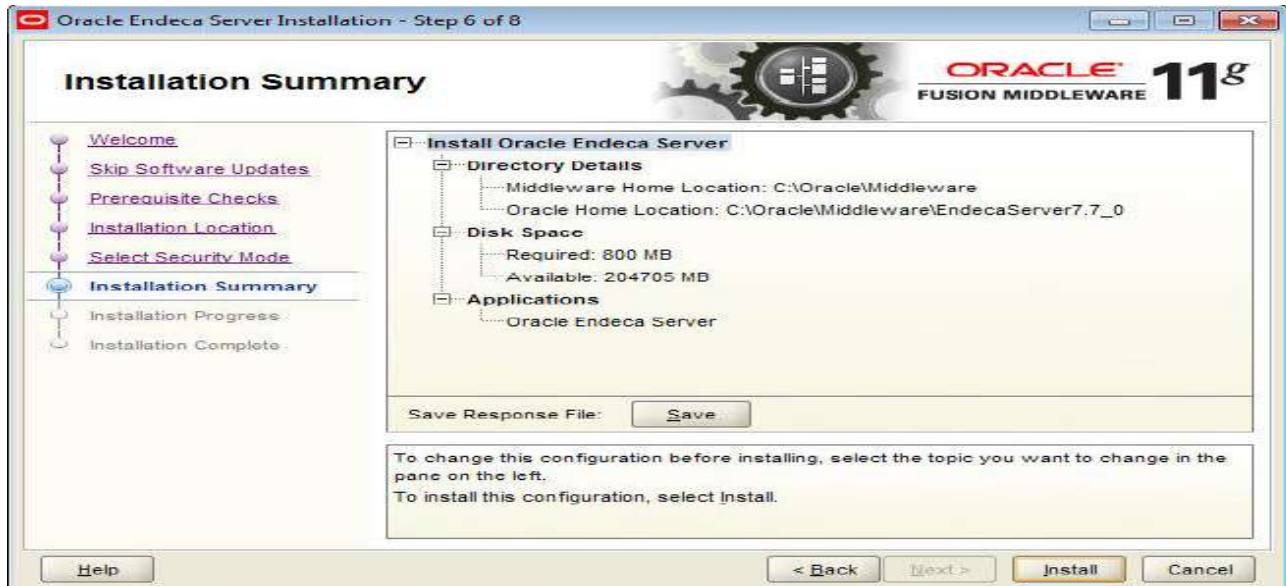 Oracle Endeca Server Installation - Step 6 of 8
Installation Summary
ORACLE
FUSION MIDDLEWARE
11g
Welcome
Skip Software Updates
Prerequisite Checks
Installation Location
Select Security Mode
Installation Summary
Installation Progress
Installation Complete
Install Oracle Endeca Server
Directory Details
Middleware Home Location: C:\Oracle\Middleware
Oracle Home Location: C:\Oracle\Middleware\EndecaServer7.7_0
Disk Space
Required: 800 MB
Available: 204705 MB
Applications
Oracle Endeca Server
Save Response File:
Save
To change this configuration before installing, select the topic you want to change in the
pane on the left.
To install this configuration, select Install.
Help
< Back
Next >
Install
Cancel